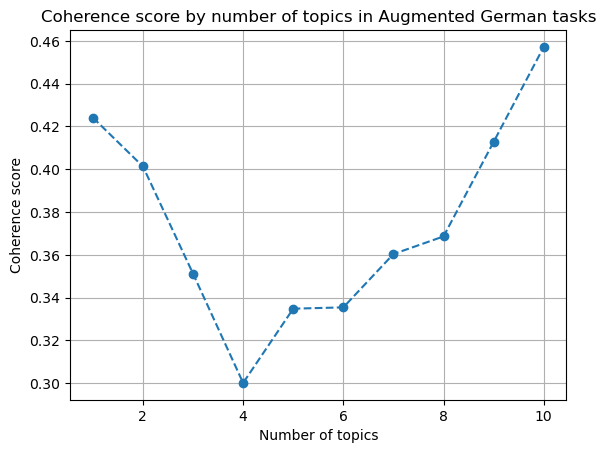 Coherence score by number of topics in Augmented German tasks
Coherence score
0.46
0.44
0.42
0.40
0.38
0.36
0.34
0.32
0.30
2 4 6 8 10
Number of topics